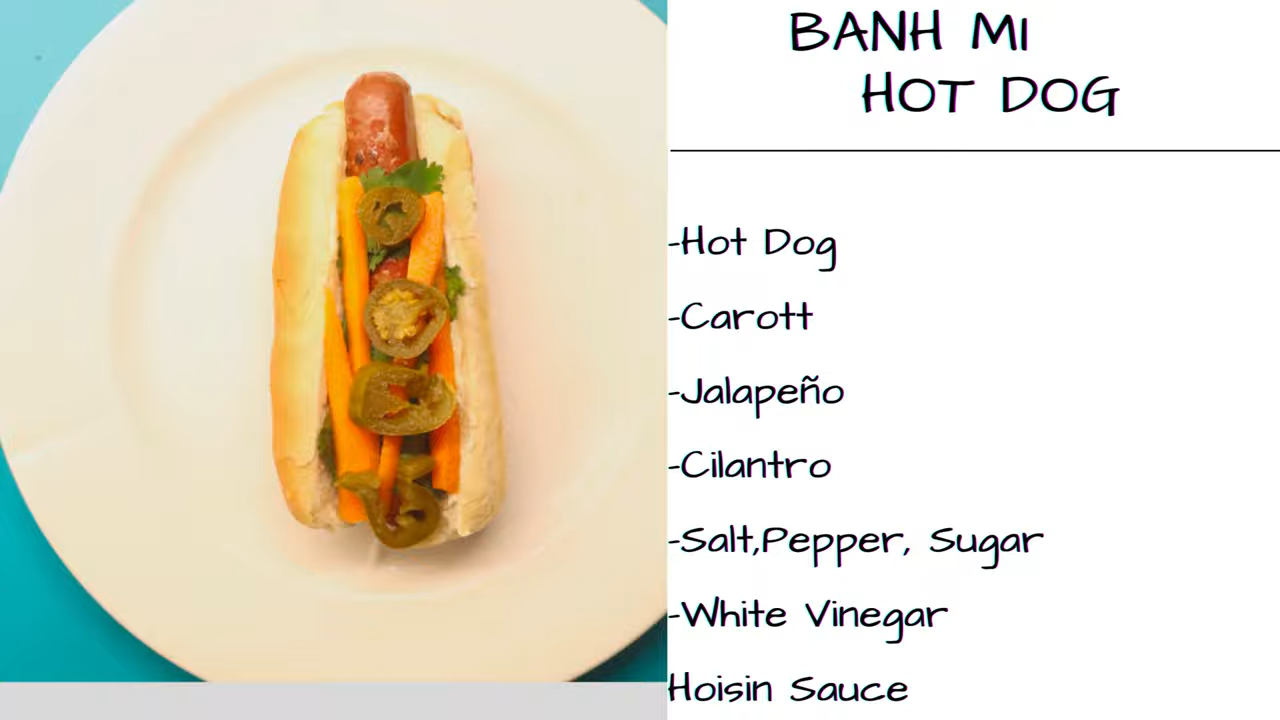 BANH MI
HOT DOG
-Hot Dog
-Carott
-Jalapeño
-Cilantro
-Salt,Pepper, Sugar
-White Vinegar
Hoisin Sauce